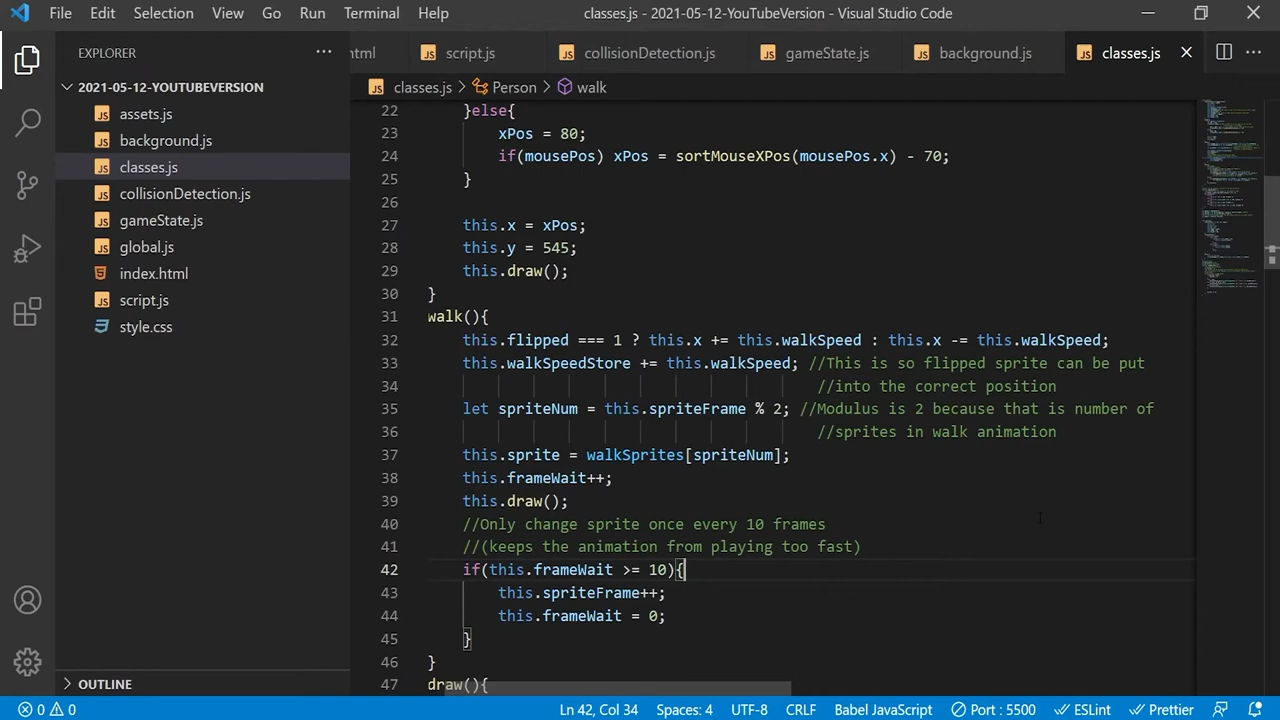 File Edit Selection View Go Run Terminal Help classes.js - 2021-05-12-YouTubeVersion - Visual Studio Code
EXPLORER
2021-05-12-YOUTUBEVERSION
assets.js
background.js
classes.js
collisionDetection.js
gameState.js
global.js
index.html
script.js
style.css
OUTLINE
html script.js collisionDetection.js gameState.js background.js classes.js
classes.js > Person > walk
22 }else{
23 xPos = 80;
24 if(mousePos) xPos = sortMouseXPos(mousePos.x) - 70;
25 }
26
27 this.x = xPos;
28 this.y = 545;
29 this.draw();
30 }
31 walk(){
32 this.flipped === 1 ? this.x += this.walkSpeed : this.x -= this.walkSpeed;
33 this.walkSpeedStore += this.walkSpeed; //This is so flipped sprite can be put
34 //into the correct position
35 let spriteNum = this.spriteFrame % 2; //Modulus is 2 because that is number of
36 //sprites in walk animation
37 this.sprite = walkSprites[spriteNum];
38 this.frameWait++;
39 this.draw();
40 //Only change sprite once every 10 frames
41 //(keeps the animation from playing too fast)
42 if(this.frameWait >= 10){
43 this.spriteFrame++;
44 this.frameWait = 0;
45 }
46 }
47 draw(){
0 0 Ln 42, Col 34 Spaces: 4 UTF-8 CRLF Babel JavaScript Port : 5500 ESLint Prettier